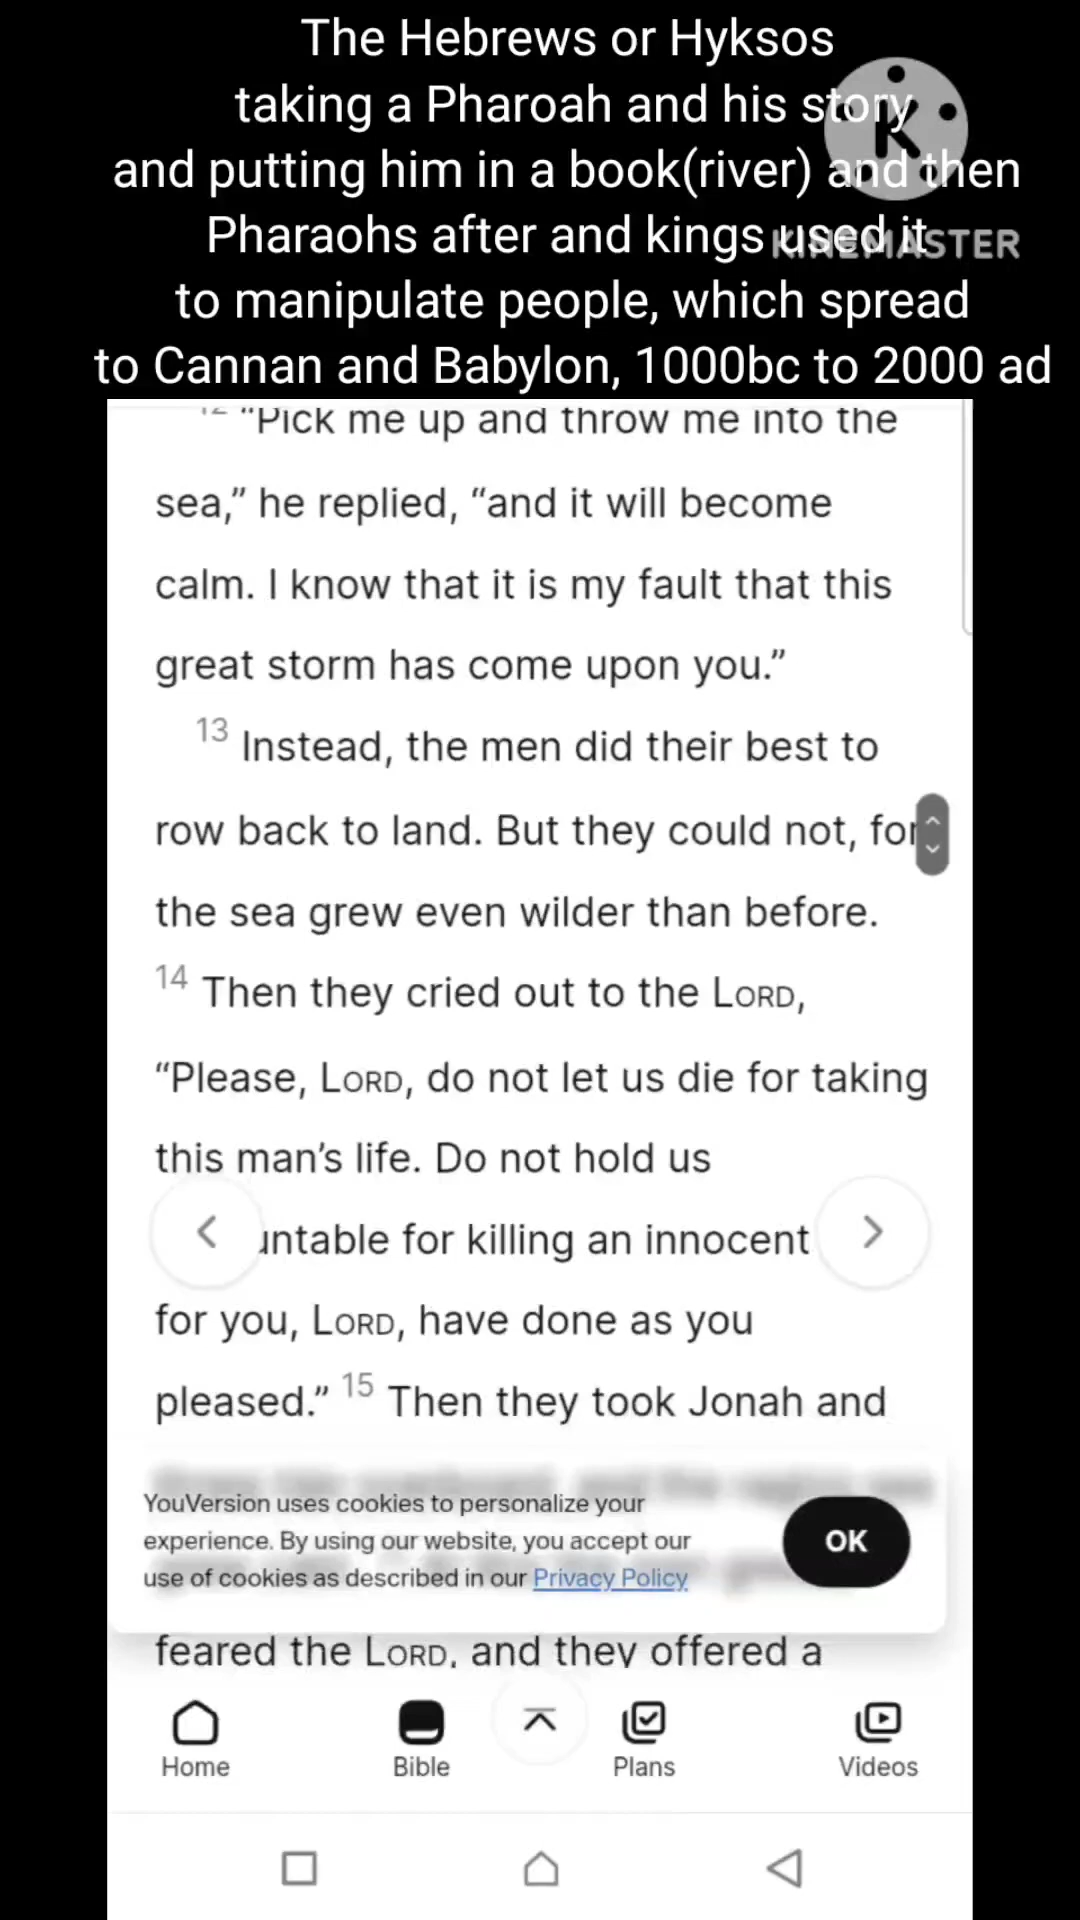 The Hebrews or Hyksos
taking a Pharoah and his story
and putting him in a book(river) and then
Pharaohs after and kings used it
to manipulate people, which spread
to Cannan and Babylon, 1000bc to 2000 ad
K
KINEMASTER
12 "Pick me up and throw me into the
sea,” he replied, “and it will become
calm. I know that it is my fault that this
great storm has come upon you.”
13 Instead, the men did their best to
row back to land. But they could not, for
the sea grew even wilder than before.
14 Then they cried out to the LORD,
“Please, LORD, do not let us die for taking
this man’s life. Do not hold us
untable for killing an innocent
for you, LORD, have done as you
pleased.” 15 Then they took Jonah and
YouVersion uses cookies to personalize your
experience. By using our website, you accept our
use of cookies as described in our Privacy Policy
OK
feared the LORD, and they offered a
Home
Bible
Plans
Videos